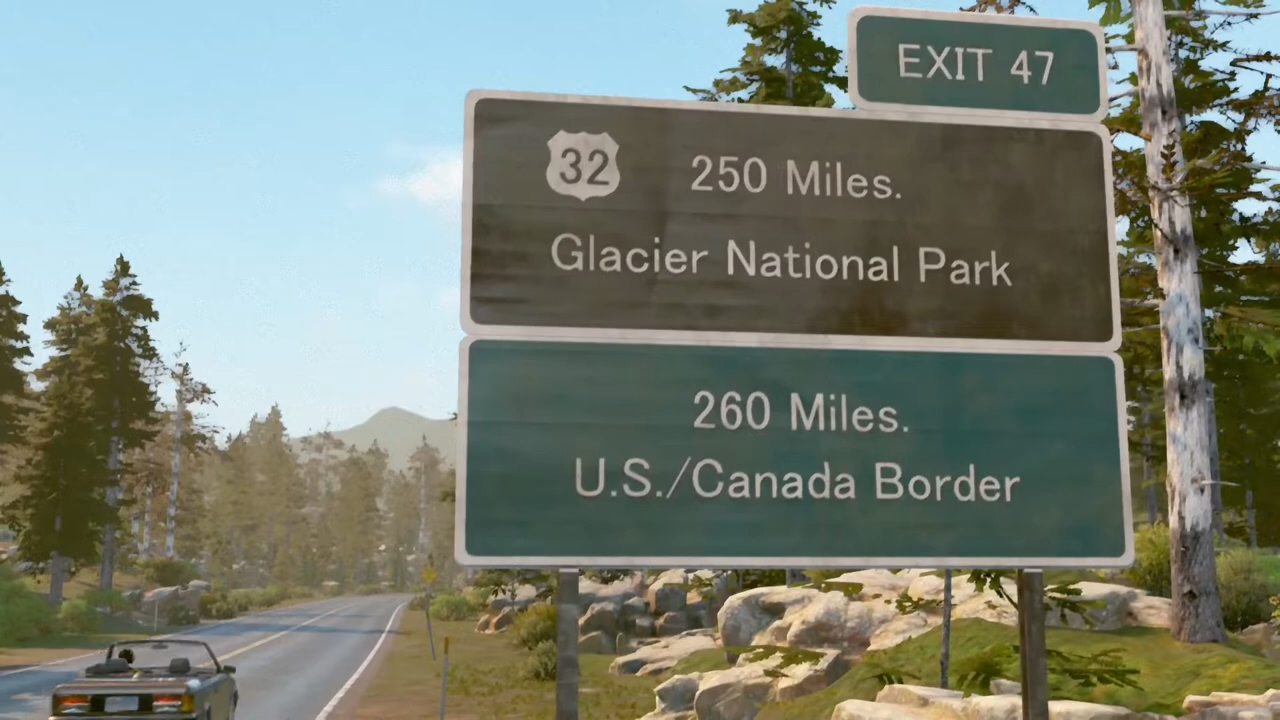 EXIT 47
32 250 Miles.
Glacier National Park
260 Miles.
U.S./Canada Border